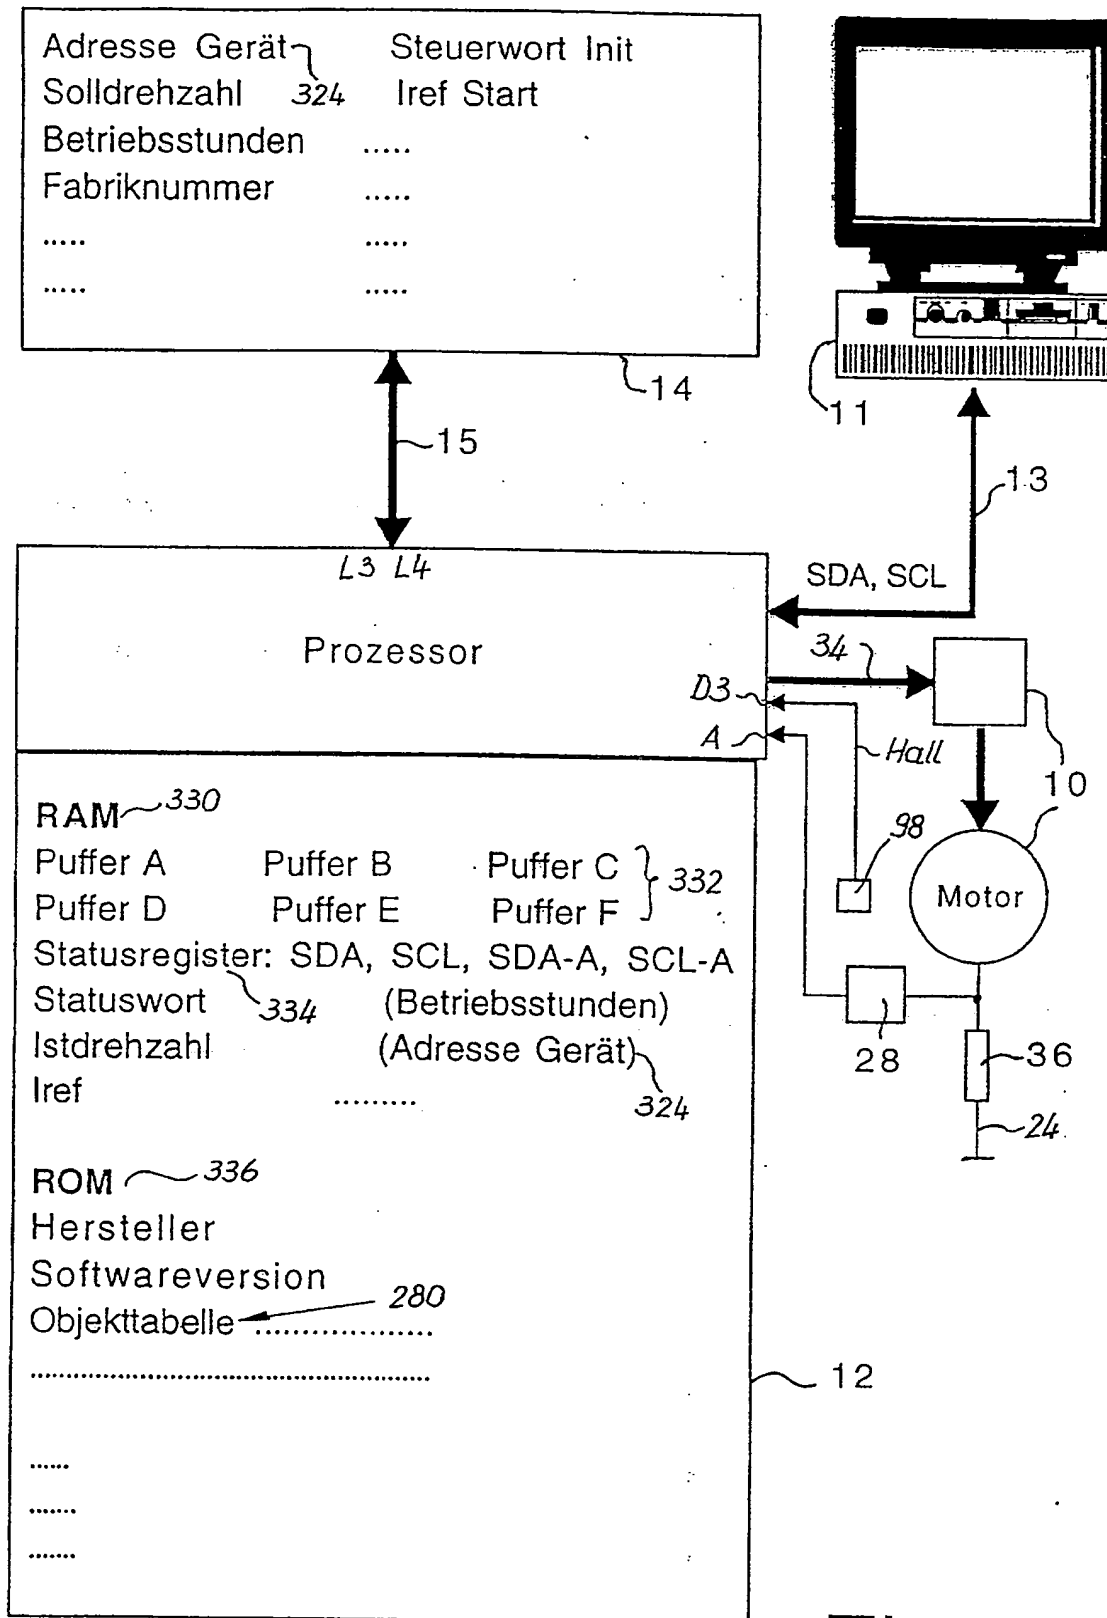 Adresse Gerät Steuerwort Init
Solldrehzahl 324 Iref Start
Betriebsstunden .....
Fabriknummer .....
..... .....
..... .....
14
11
15
13
L3 L4
SDA, SCL
Prozessor
34
D3
A
Hall
10
RAM 330
98
Puffer A Puffer B Puffer C 332
Puffer D Puffer E Puffer F
Motor
Statusregister: SDA, SCL, SDA-A, SCL-A
Statuswort 334 (Betriebsstunden)
Istdrehzahl (Adresse Gerät)
28
36
Iref ......... 324
24
ROM 336
Hersteller
Softwareversion
Objekttabelle 280 ...................
...........................................
12
......
.......
.......